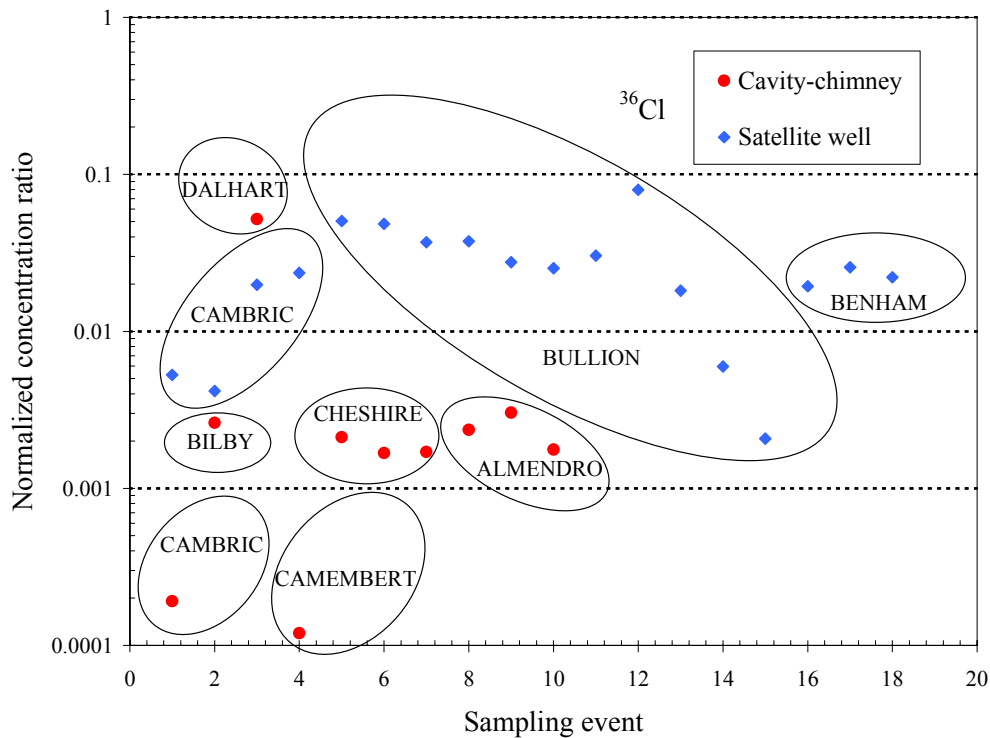 1
0.1
0.01
0.001
0.0001
Normalized concentration ratio
³⁶Cl
Cavity-chimney
Satellite well
DALHART
CAMBRIC
BENHAM
BULLION
CHESHIRE
BILBY
ALMENDRO
CAMBRIC
CAMEMBERT
0 2 4 6 8 10 12 14 16 18 20
Sampling event